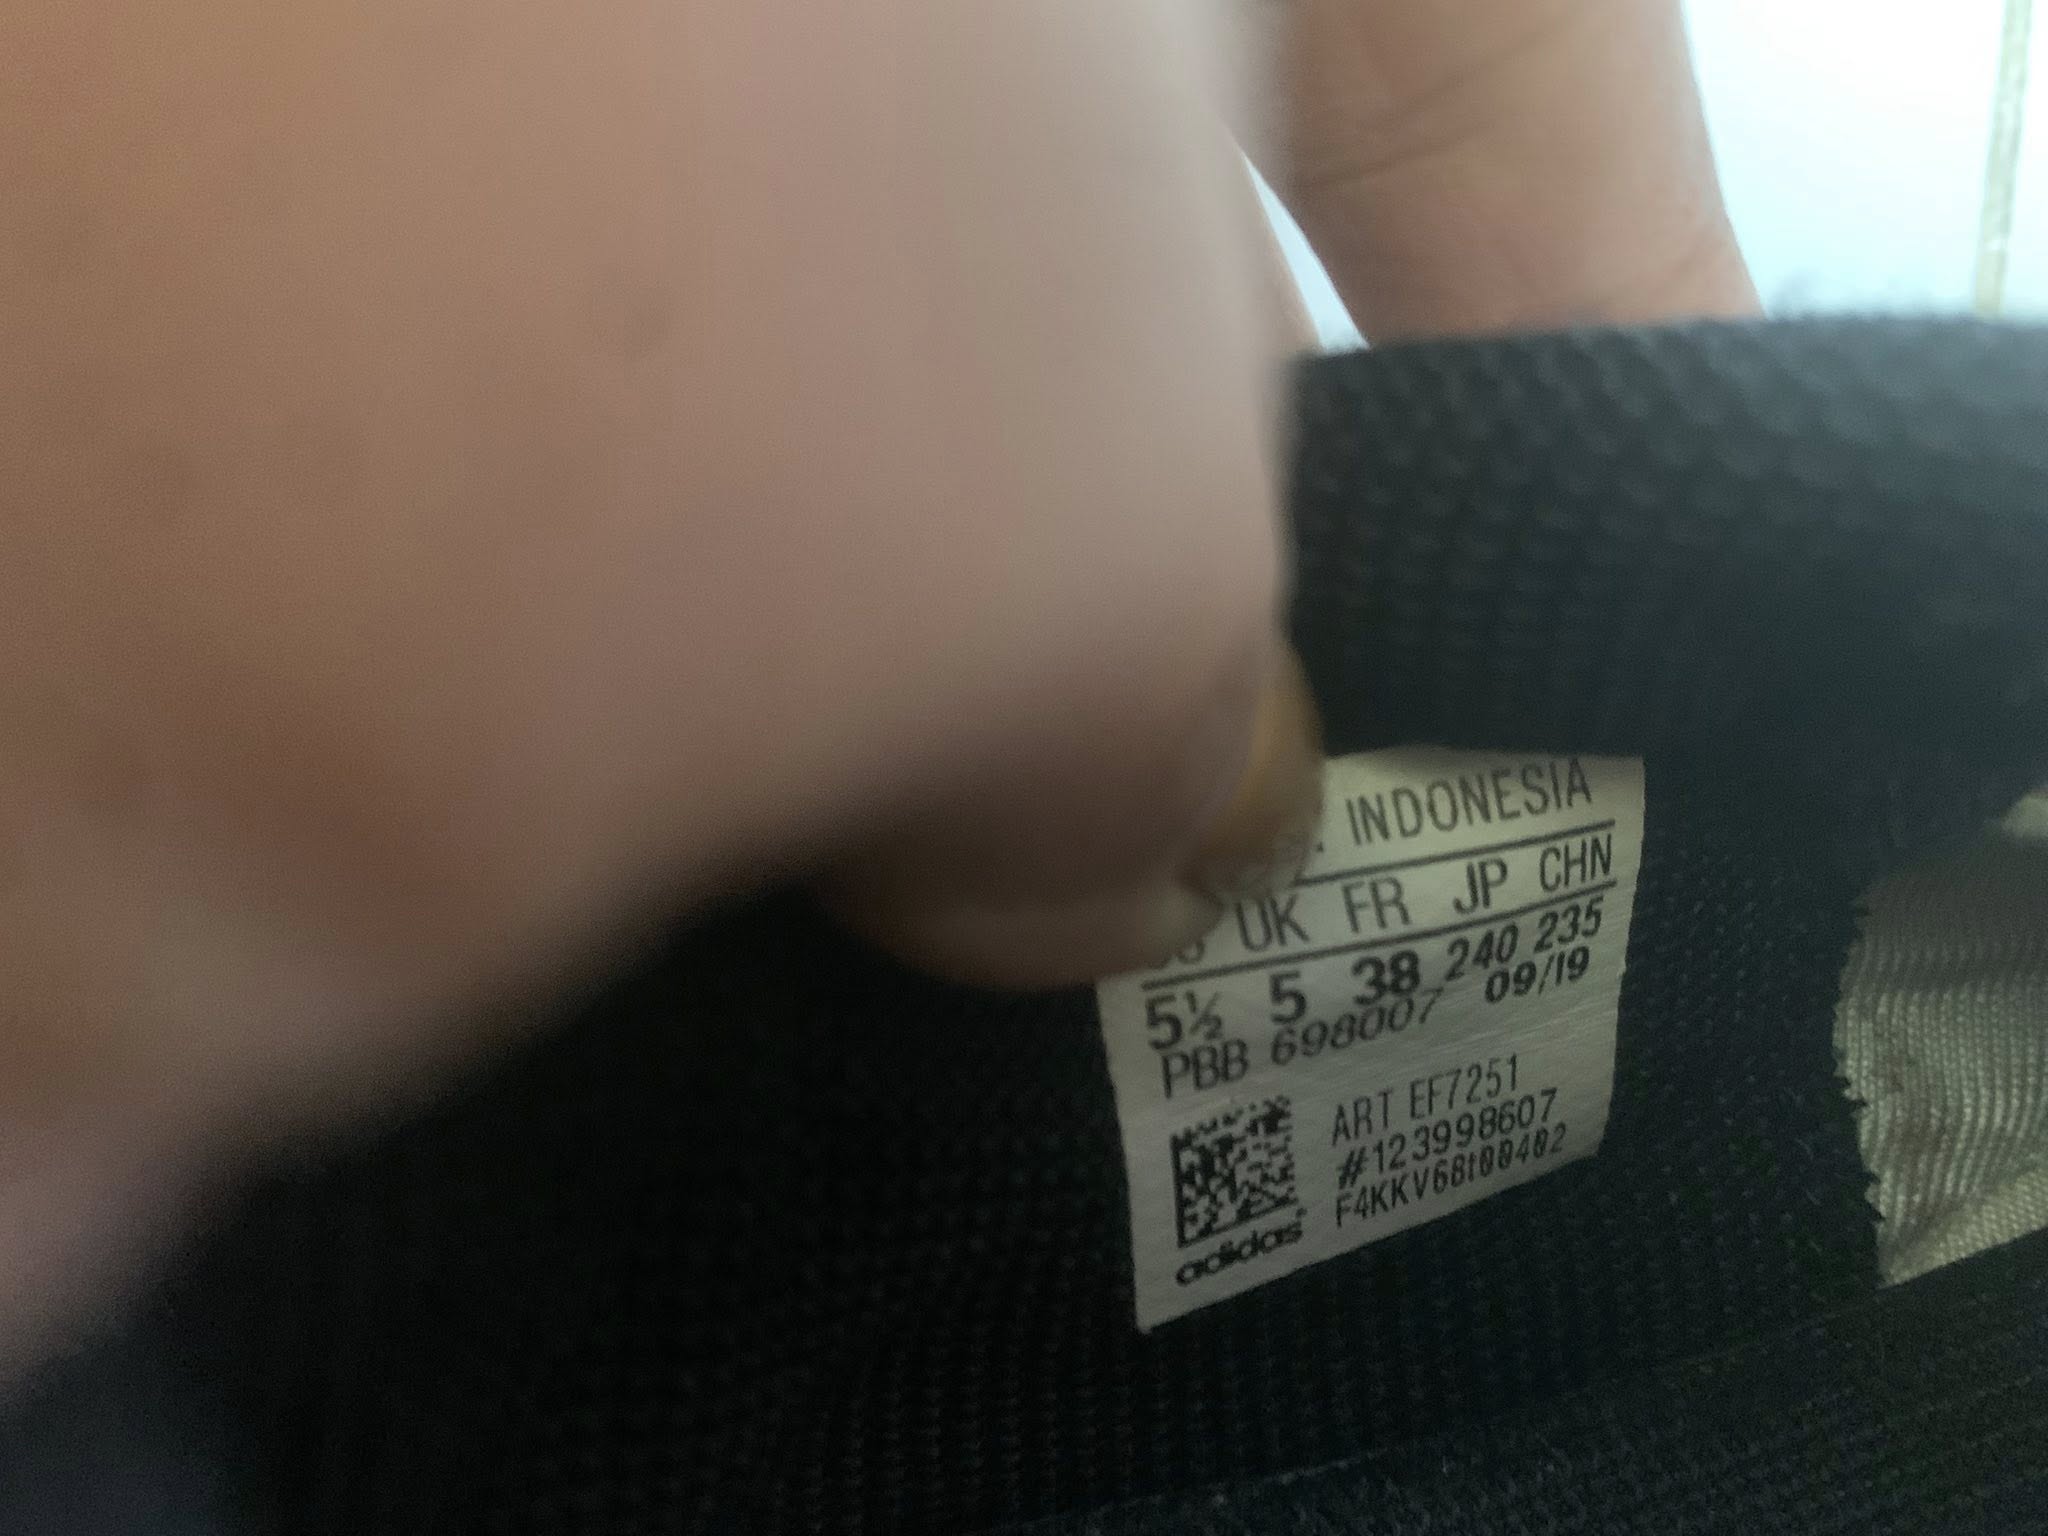 INDONESIA
UK FR JP CHN
5½ 5 38 240 235
PBB 698007 09/19
ART EF7251
#123998607
F4KKV68t00402
adidas